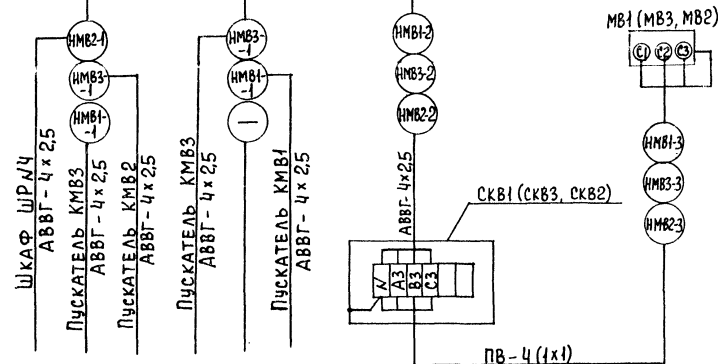 НМВ2-1
НМВ3-
-1
НМВ1-
-1
ШКАФ ШРN4
АВВГ - 4 x 2,5
ПУСКАТЕЛЬ КМВ3
АВВГ - 4 x 2,5
ПУСКАТЕЛЬ КМВ2
АВВГ - 4 x 2,5
НМВ3-
-1
НМВ1-
-1
—
ПУСКАТЕЛЬ КМВ3
АВВГ - 4 x 2,5
ПУСКАТЕЛЬ КМВ1
АВВГ - 4 x 2,5
НМВ1-2
НМВ3-2
НМВ2-2
АВВГ - 4x2,5
СКВ1 (СКВ3, СКВ2)
N
А3
В3
С3
МВ1 (МВ3, МВ2)
С1 С2 С3
НМВ1-3
НМВ3-3
НМВ2-3
ПВ - 4 (1x1)